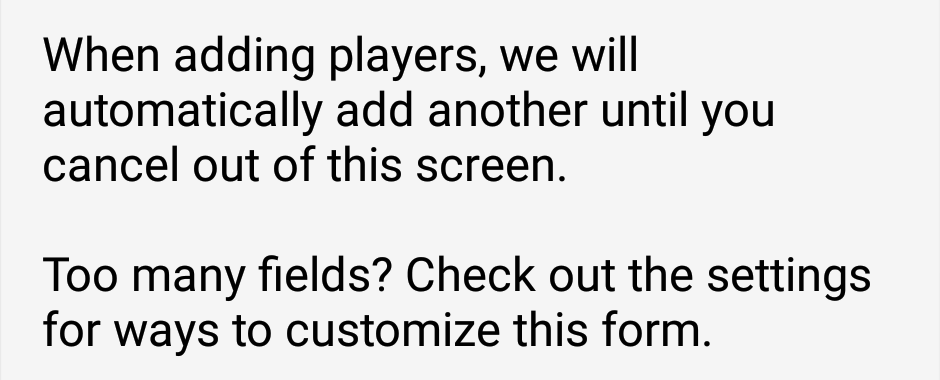 When adding players, we will
automatically add another until you
cancel out of this screen.
Too many fields? Check out the settings
for ways to customize this form.